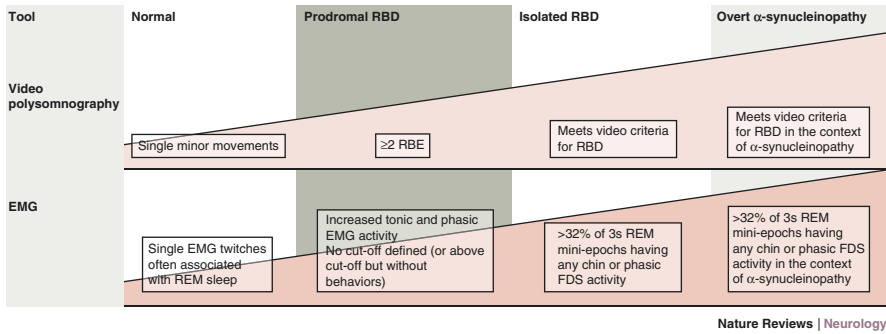 Tool Normal Prodromal RBD Isolated RBD Overt α-synucleinopathy
Video
polysomnography
Single minor movements
≥2 RBE
Meets video criteria
for RBD
Meets video criteria
for RBD in the context
of α-synucleinopathy
EMG
Single EMG twitches
often associated
with REM sleep
Increased tonic and phasic
EMG activity
No cut-off defined (or above
cut-off but without
behaviors)
>32% of 3s REM
mini-epochs having
any chin or phasic
FDS activity
>32% of 3s REM
mini-epochs having
any chin or phasic FDS
activity in the context
of α-synucleinopathy
Nature Reviews | Neurology